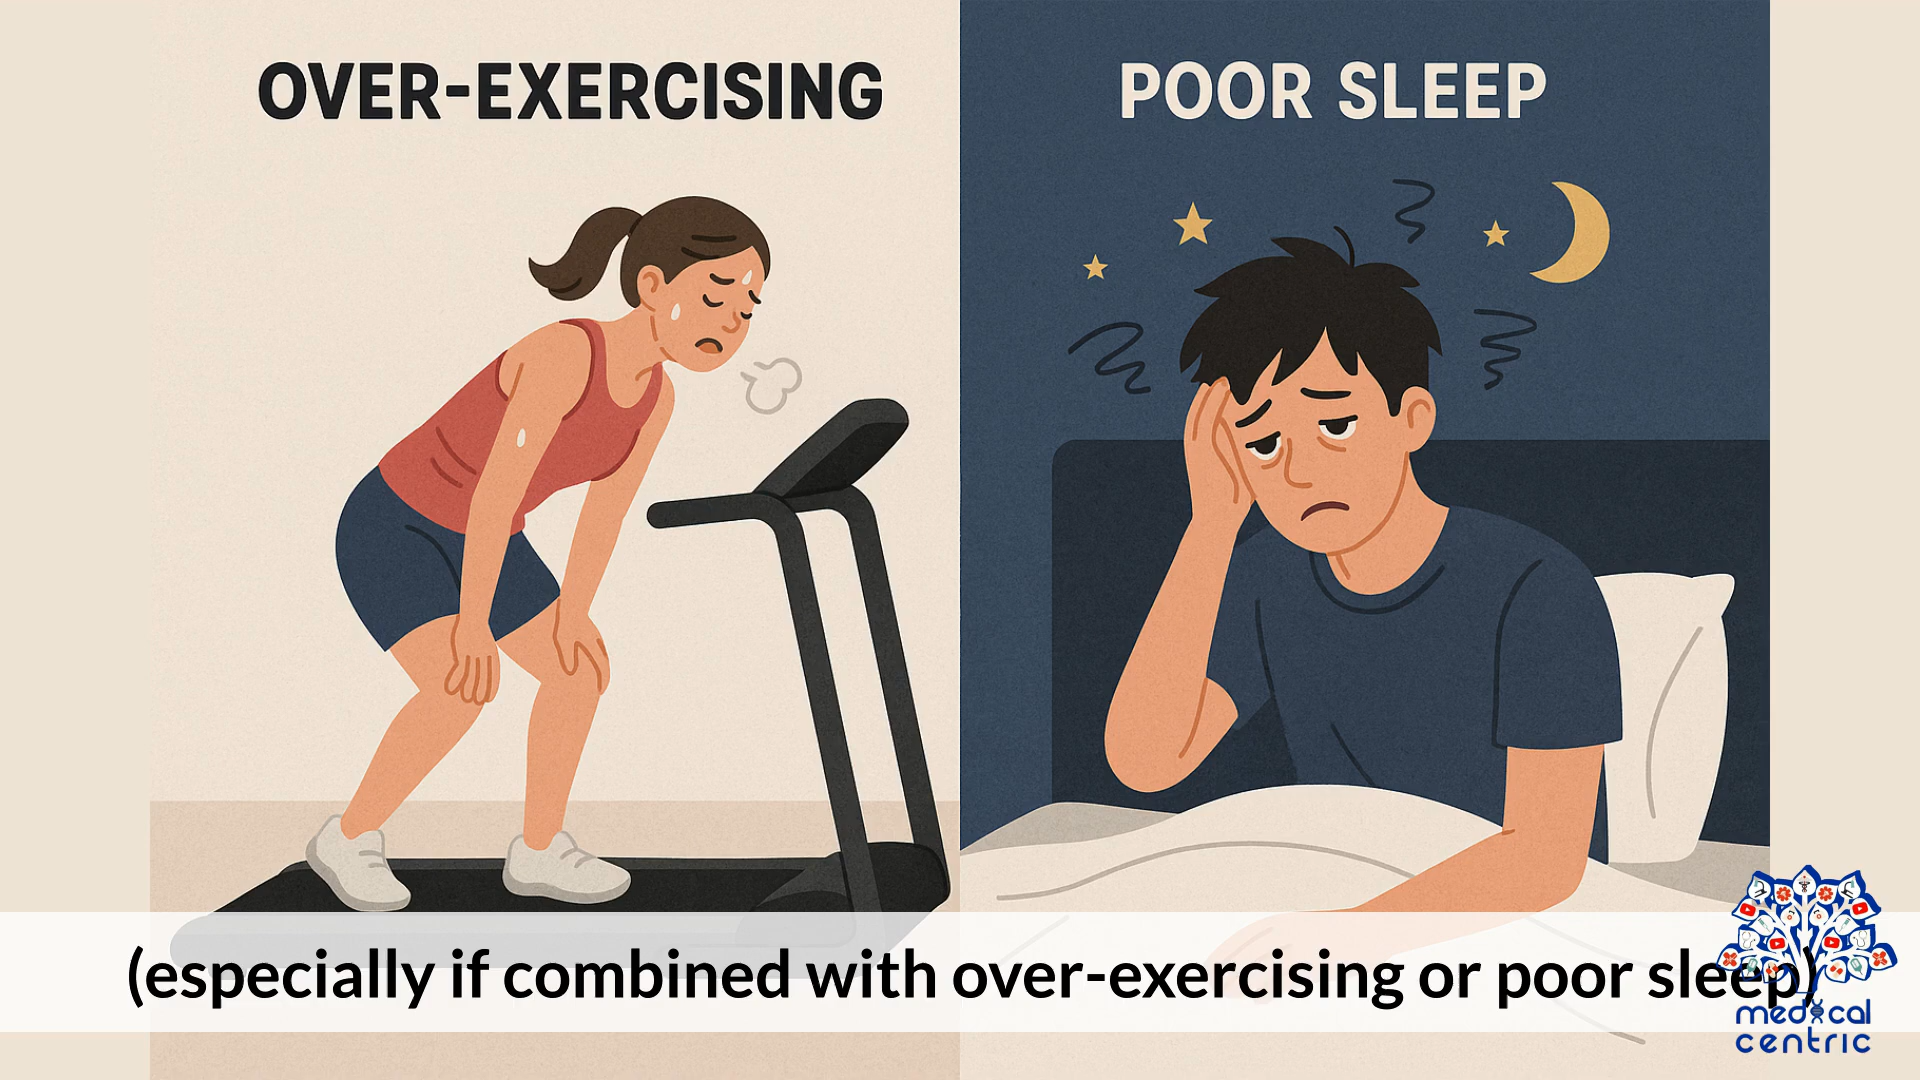 OVER-EXERCISING
POOR SLEEP
(especially if combined with over-exercising or poor sleep)
medical
centric